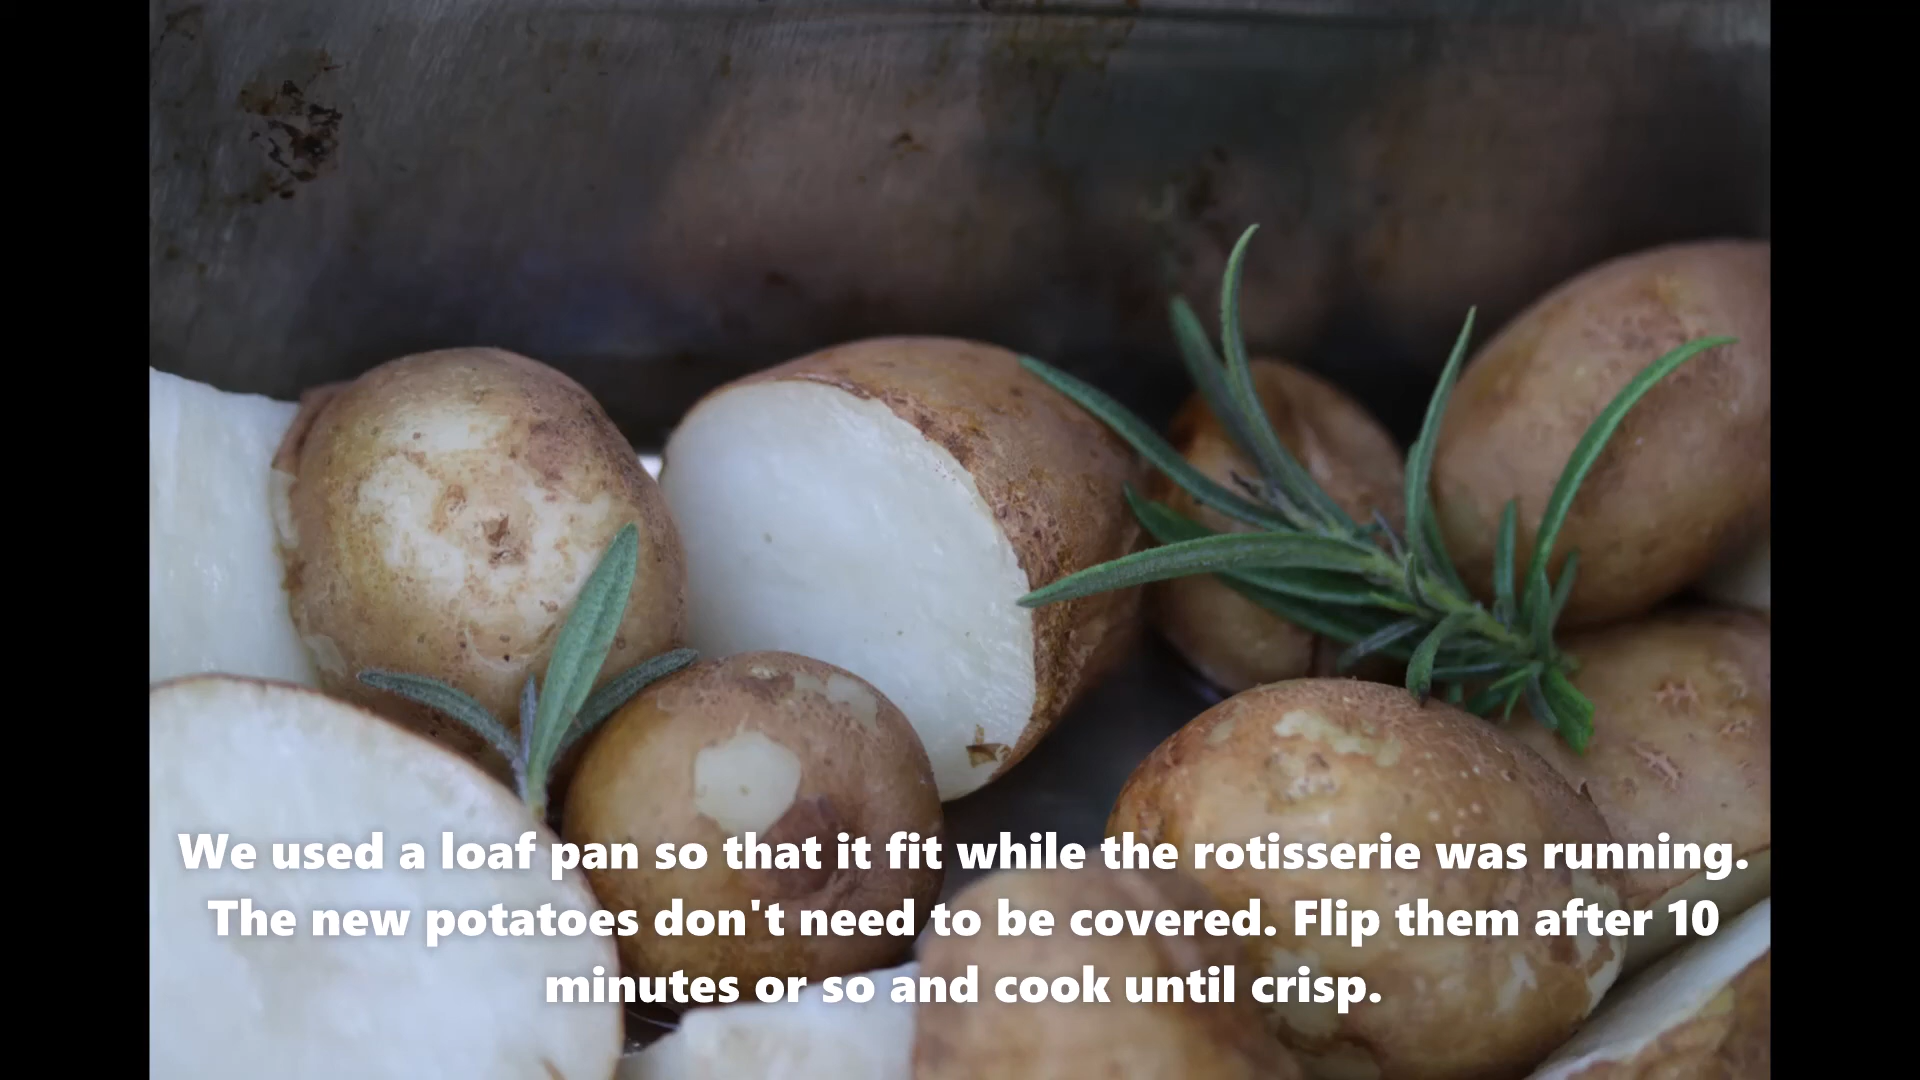 We used a loaf pan so that it fit while the rotisserie was running.
The new potatoes don't need to be covered. Flip them after 10
minutes or so and cook until crisp.